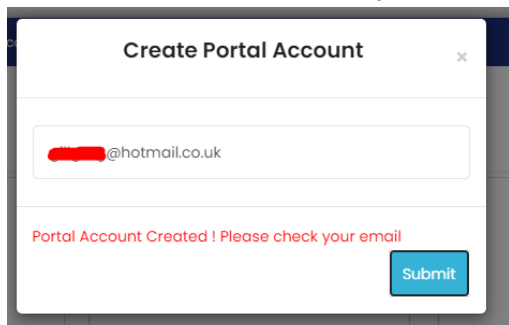 Create Portal Account
×
@hotmail.co.uk
Portal Account Created ! Please check your email
Submit